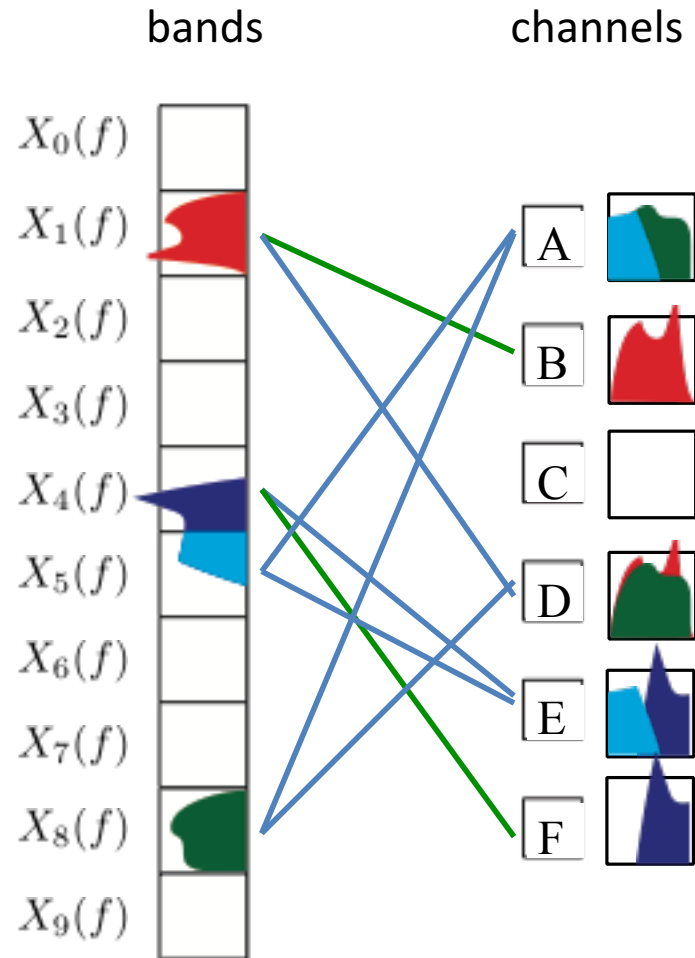 bands channels
X₀(f)
X₁(f) A
X₂(f) B
X₃(f)
X₄(f) C
X₅(f) D
X₆(f)
X₇(f) E
X₈(f) F
X₉(f)